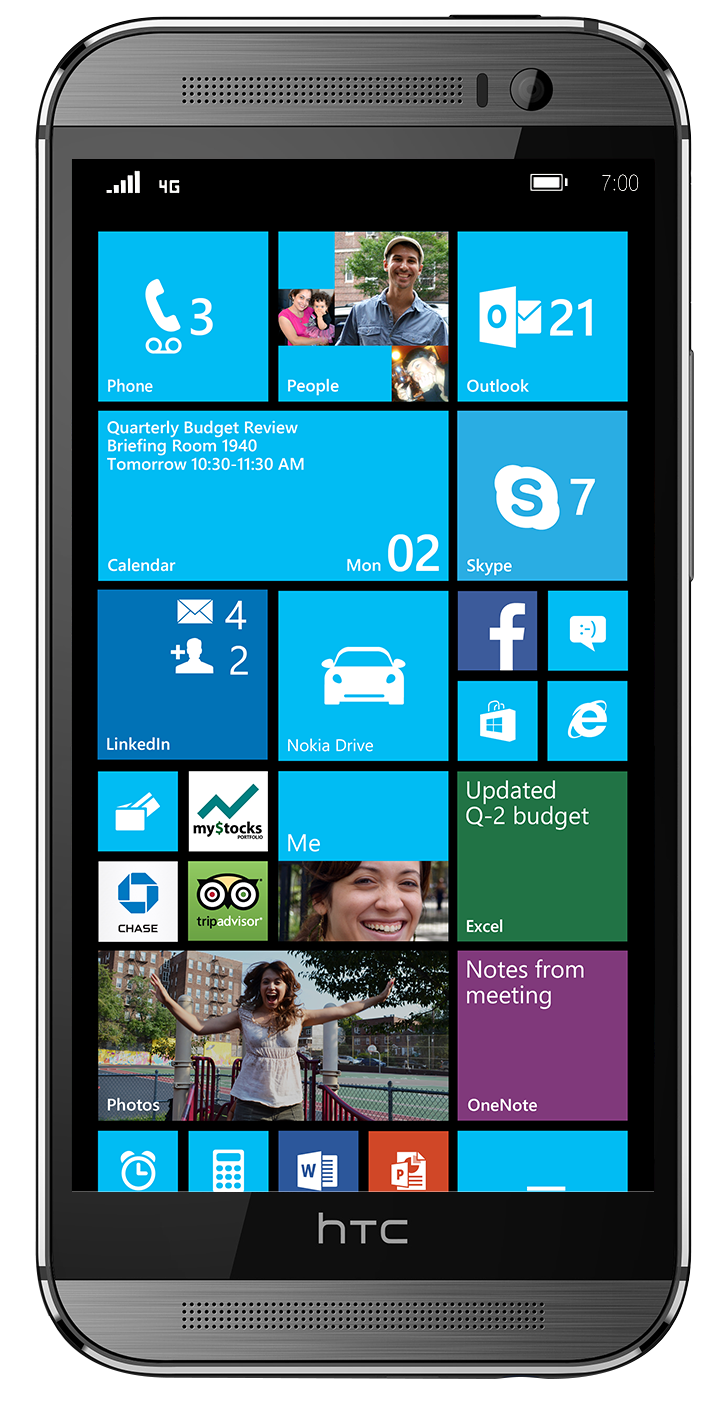 4G
7:00
3
Phone
People
21
Outlook
Quarterly Budget Review
Briefing Room 1940
Tomorrow 10:30-11:30 AM
Calendar
Mon 02
S 7
Skype
4
2
LinkedIn
Nokia Drive
f
:-)
e
my$tocks
PORTFOLIO
CHASE
tripadvisor
Me
Updated
Q-2 budget
Excel
Photos
Notes from
meeting
OneNote
W
P
hTC